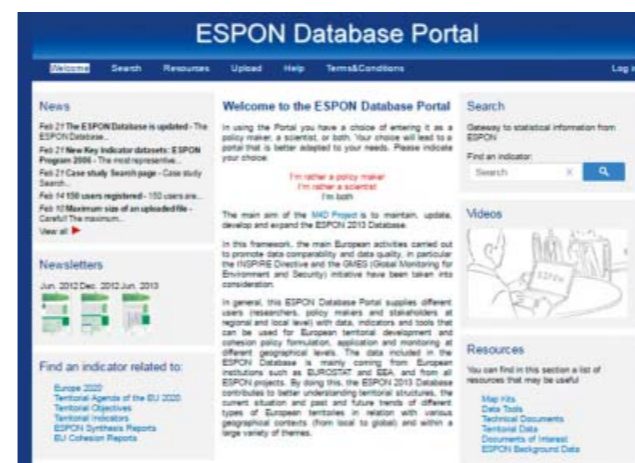 ESPON Database Portal
Welcome Search Resources Upload Help Terms&Conditions Log in
News
Feb 21 The ESPON Database is updated - The
ESPON Database...
Feb 21 New Key Indicator datasets: ESPON
Program 2006 - The most representive...
Feb 21 Case study Search page - Case study
Search...
Feb 14 150 users registered - 150 users are...
Feb 10 Maximum size of an uploaded file -
Careful! The maximum...
View all
Newsletters
Jun. 2012 Dec. 2012 Jun. 2013
Find an indicator related to:
Europe 2020
Territorial Agenda of the EU 2020
Territorial Objectives
Territorial Indicators
ESPON Synthesis Reports
EU Cohesion Reports
Welcome to the ESPON Database Portal
In using the Portal you have a choice of entering it as a
policy maker, a scientist, or both. Your choice will lead to a
portal that is better adapted to your needs. Please indicate
your choice:
I'm rather a policy maker
I'm rather a scientist
I'm both
The main aim of the M4D Project is to maintain, update,
develop and expand the ESPON 2013 Database.
In this framework, the main European activities carried out
to promote data comparability and data quality, in particular
the INSPIRE Directive and the GMES (Global Monitoring for
Environment and Security) initiative have been taken into
consideration.
In general, this ESPON Database Portal supplies different
users (researchers, policy makers and stakeholders at
regional and local level) with data, indicators and tools that
can be used for European territorial development and
cohesion policy formulation, application and monitoring at
different geographical levels. The data included in the
ESPON Database is mainly coming from European
institutions such as EUROSTAT and EEA, and from all
ESPON projects. By doing this, the ESPON 2013 Database
contributes to better understanding territorial structures, the
current situation and past and future trends of different
types of European territories in relation with various
geographical contexts (from local to global) and within a
large variety of themes.
Search
Gateway to statistical information from
ESPON
Find an indicator:
Search X
Videos
ESPON
Resources
You can find in this section a list of
resources that may be useful
Map Kits
Data Tools
Technical Documents
Territorial Data
Documents of Interest
ESPON Background Data